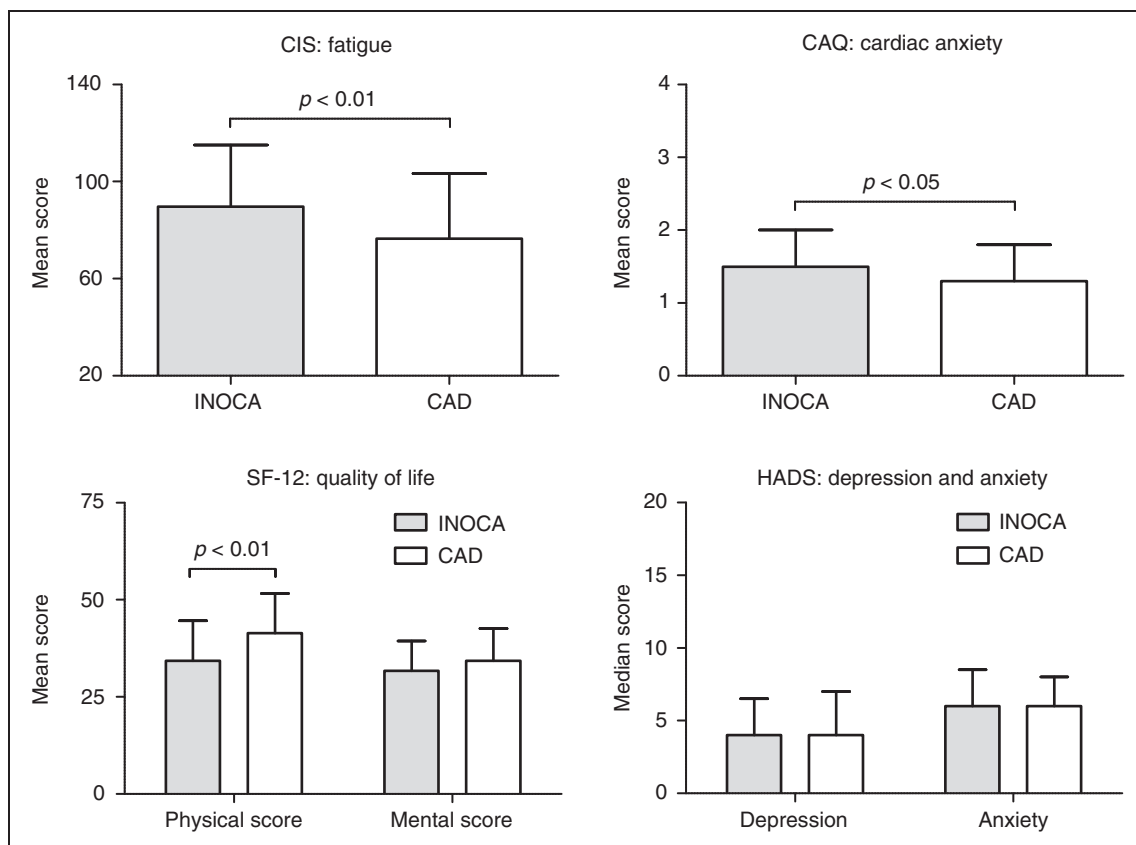 CIS: fatigue
140
100
60
20
Mean score
p < 0.01
INOCA
CAD
CAQ: cardiac anxiety
4
3
2
1
0
Mean score
p < 0.05
INOCA
CAD
SF-12: quality of life
75
50
25
0
Mean score
p < 0.01
INOCA
CAD
Physical score
Mental score
HADS: depression and anxiety
20
15
10
5
0
Median score
INOCA
CAD
Depression
Anxiety